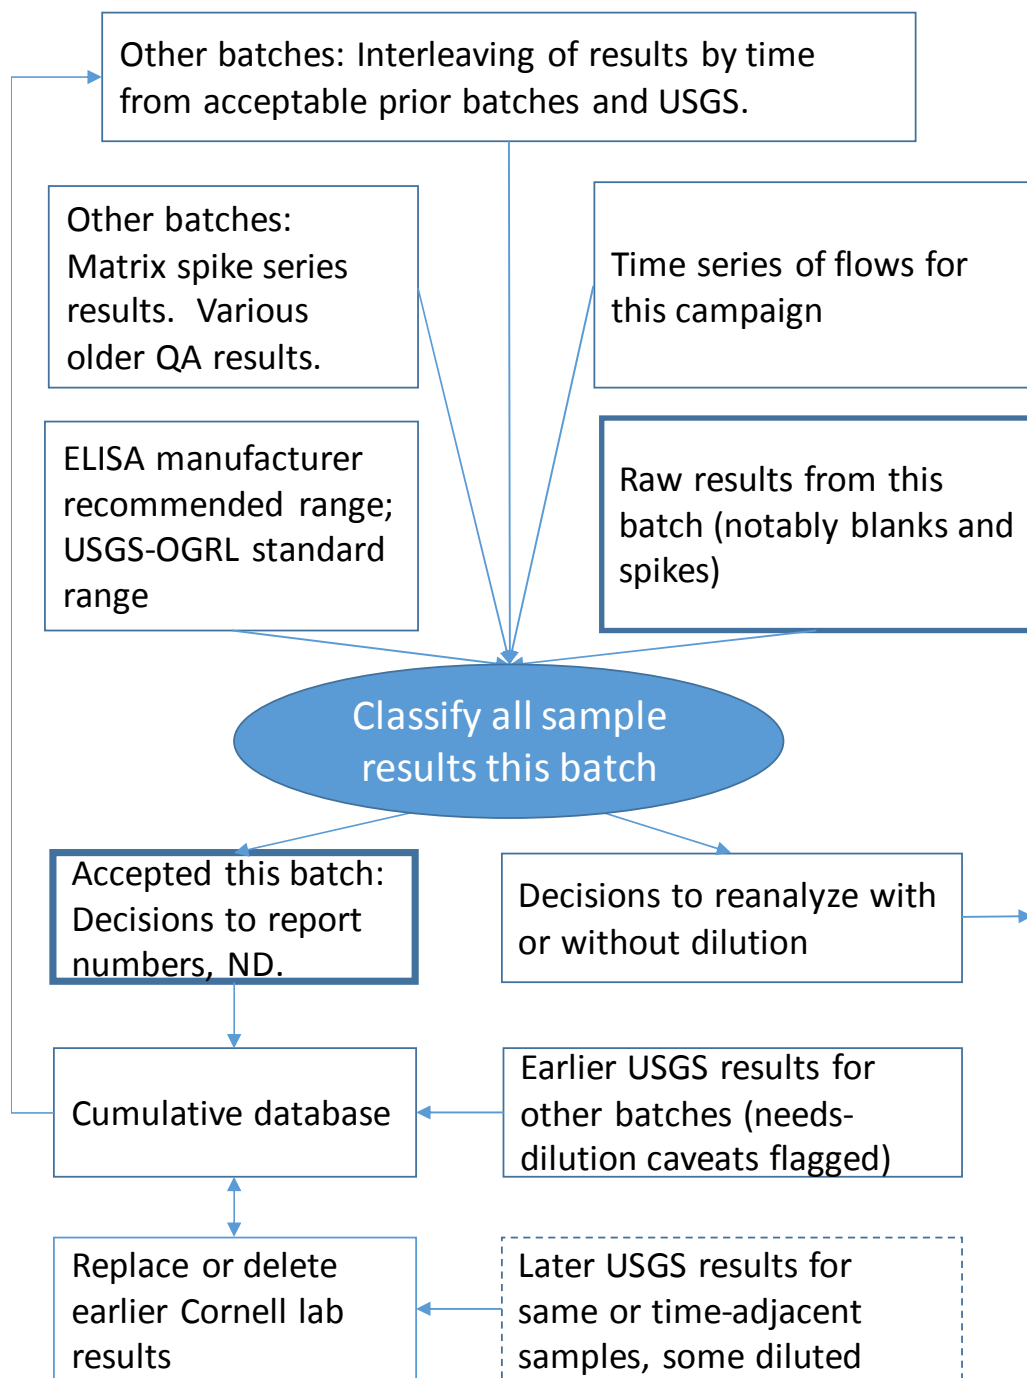 Other batches: Interleaving of results by time
from acceptable prior batches and USGS.
Other batches:
Matrix spike series
results. Various
older QA results.
Time series of flows for
this campaign
ELISA manufacturer
recommended range;
USGS-OGRL standard
range
Raw results from this
batch (notably blanks and
spikes)
Classify all sample
results this batch
Accepted this batch:
Decisions to report
numbers, ND.
Decisions to reanalyze with
or without dilution
Cumulative database
Earlier USGS results for
other batches (needs-
dilution caveats flagged)
Replace or delete
earlier Cornell lab
results
Later USGS results for
same or time-adjacent
samples, some diluted